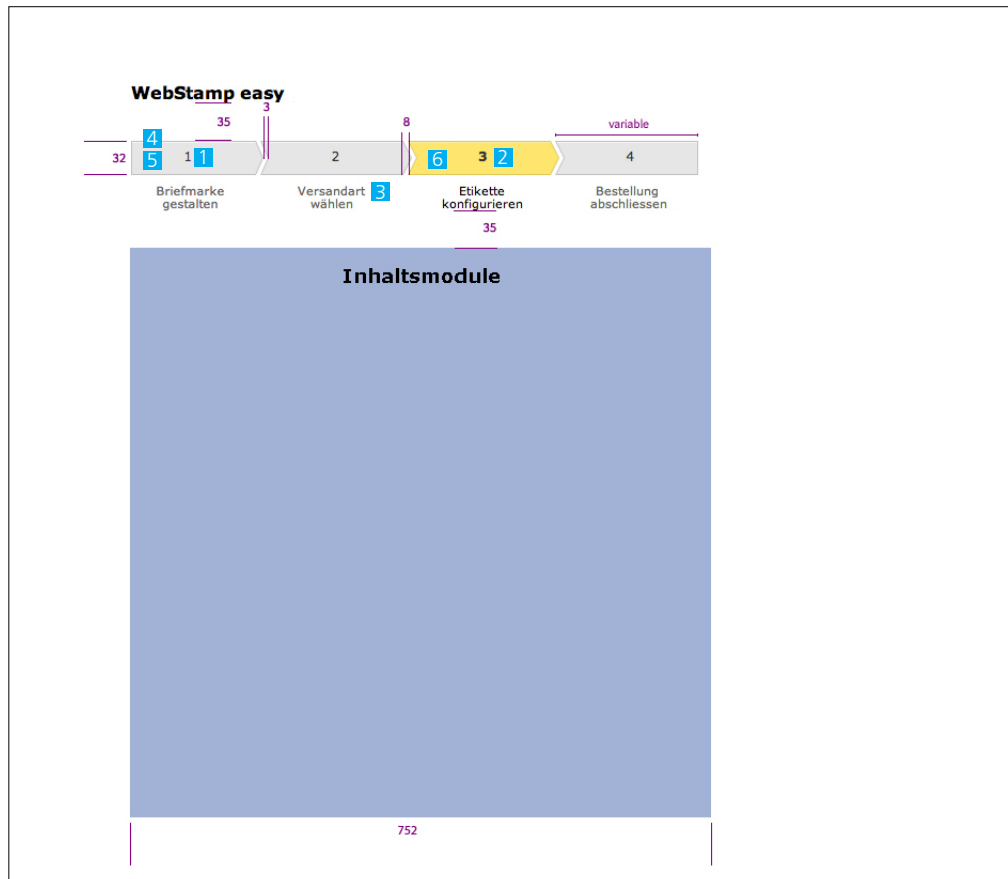 WebStamp easy
3
35
8
variable
4
32
5
1
1
2
6
3
2
4
Briefmarke
gestalten
Versandart
wählen
3
Etikette
konfigurieren
Bestellung
abschliessen
35
Inhaltsmodule
752